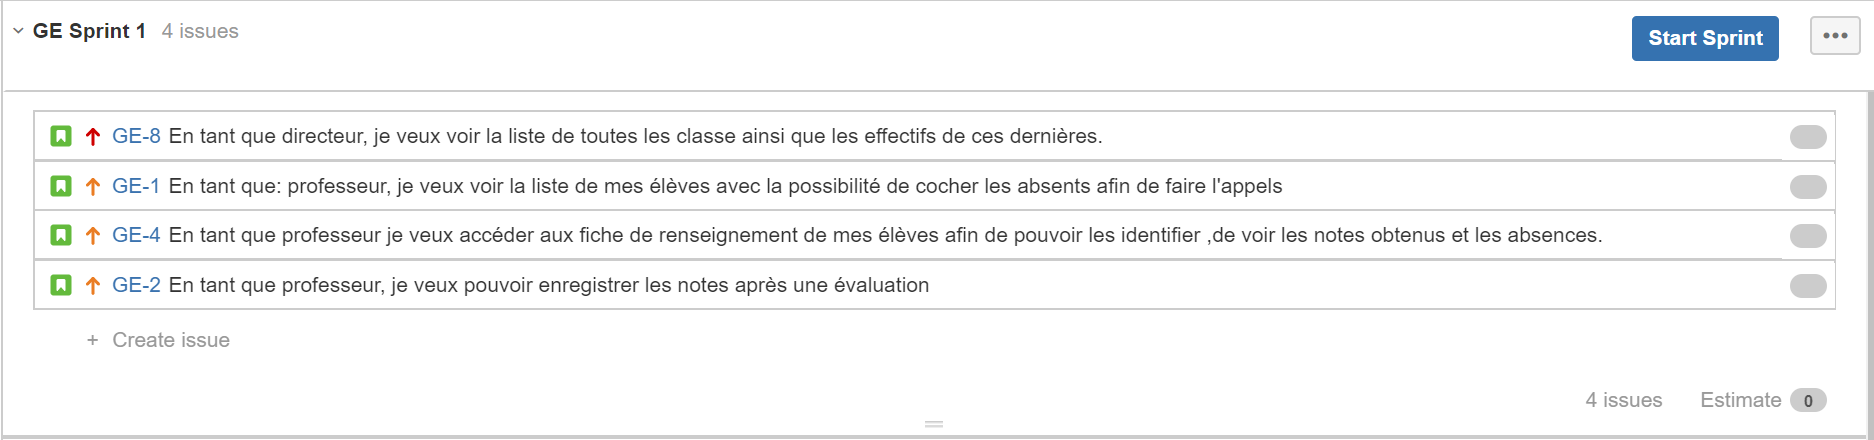 GE Sprint 1 4 issues
Start Sprint
GE-8 En tant que directeur, je veux voir la liste de toutes les classe ainsi que les effectifs de ces dernières.
GE-1 En tant que: professeur, je veux voir la liste de mes élèves avec la possibilité de cocher les absents afin de faire l'appels
GE-4 En tant que professeur je veux accéder aux fiche de renseignement de mes élèves afin de pouvoir les identifier ,de voir les notes obtenus et les absences.
GE-2 En tant que professeur, je veux pouvoir enregistrer les notes après une évaluation
+ Create issue
4 issues Estimate 0